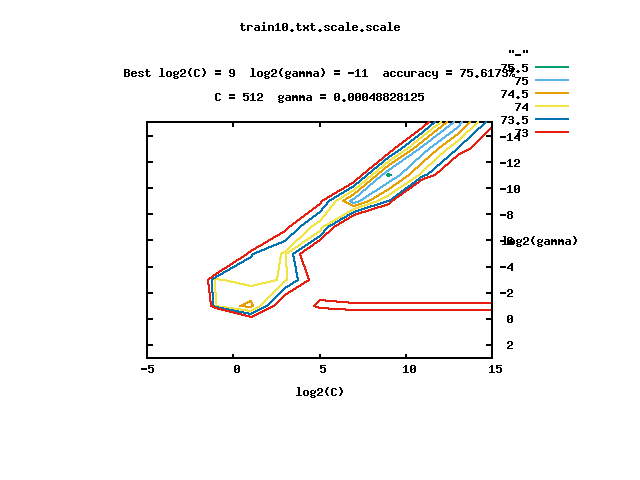 train10.txt.scale.scale
"-"
Best log2(C) = 9  log2(gamma) = -11  accuracy = 75.6173%
75.5
75
C = 512  gamma = 0.00048828125
74.5
74
73.5
73
-14
-12
-10
-8
-6
log2(gamma)
-4
-2
0
2
-5 0 5 10 15
log2(C)